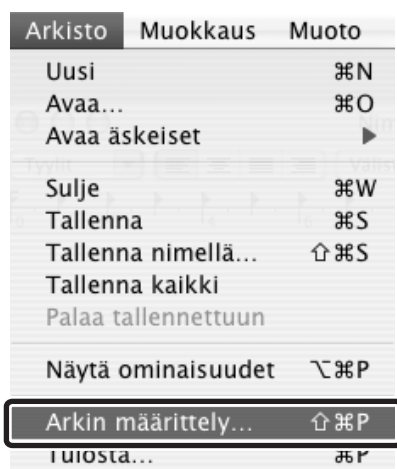 Arkisto Muokkaus Muoto
Uusi ⌘N
Avaa... ⌘O
Avaa äskeiset ▶
Sulje ⌘W
Tallenna ⌘S
Tallenna nimellä... ⇧⌘S
Tallenna kaikki
Palaa tallennettuun
Näytä ominaisuudet ⌥⌘P
Arkin määrittely... ⇧⌘P
Tulosta... ⌘P